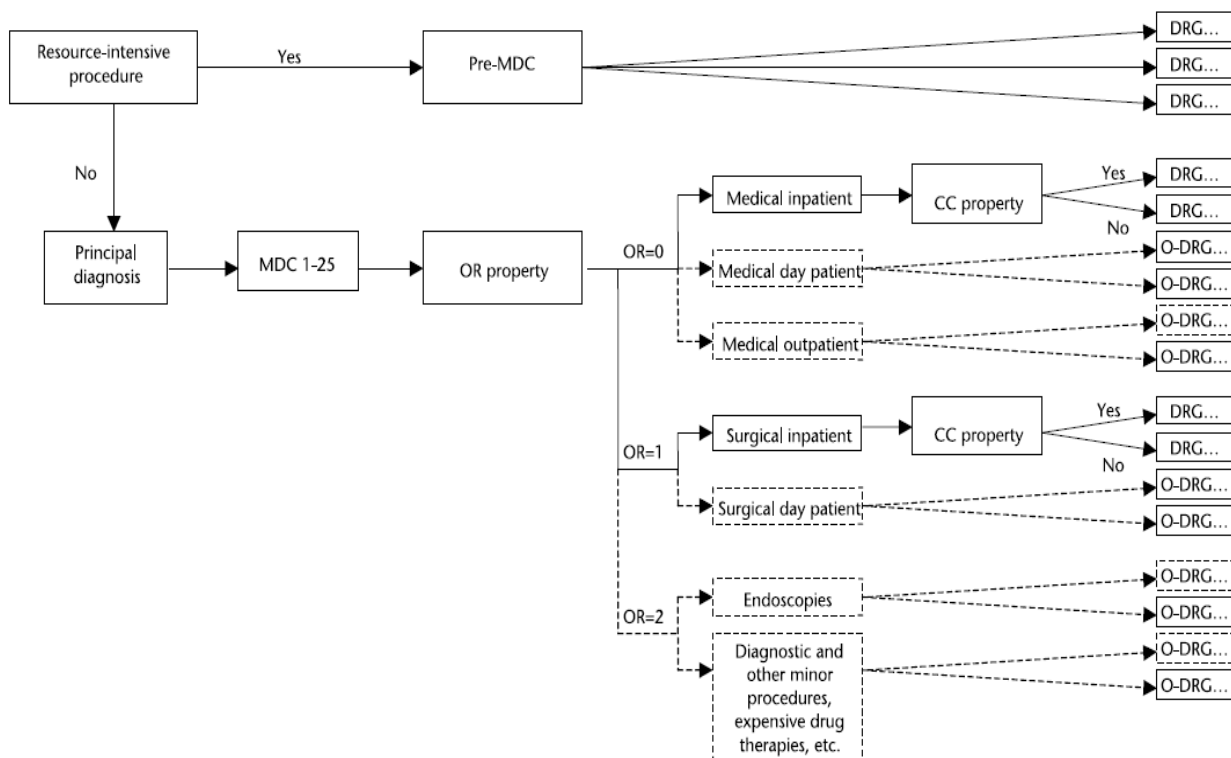 Resource-intensive
procedure
Yes
Pre-MDC
DRG...
DRG...
DRG...
No
Principal
diagnosis
MDC 1-25
OR property
OR=0
Medical inpatient
CC property
Yes
DRG...
DRG...
No
Medical day patient
O-DRG...
O-DRG...
Medical outpatient
O-DRG...
O-DRG...
OR=1
Surgical inpatient
CC property
Yes
DRG...
DRG...
No
Surgical day patient
O-DRG...
O-DRG...
OR=2
Endoscopies
O-DRG...
O-DRG...
Diagnostic and
other minor
procedures,
expensive drug
therapies, etc.
O-DRG...
O-DRG...